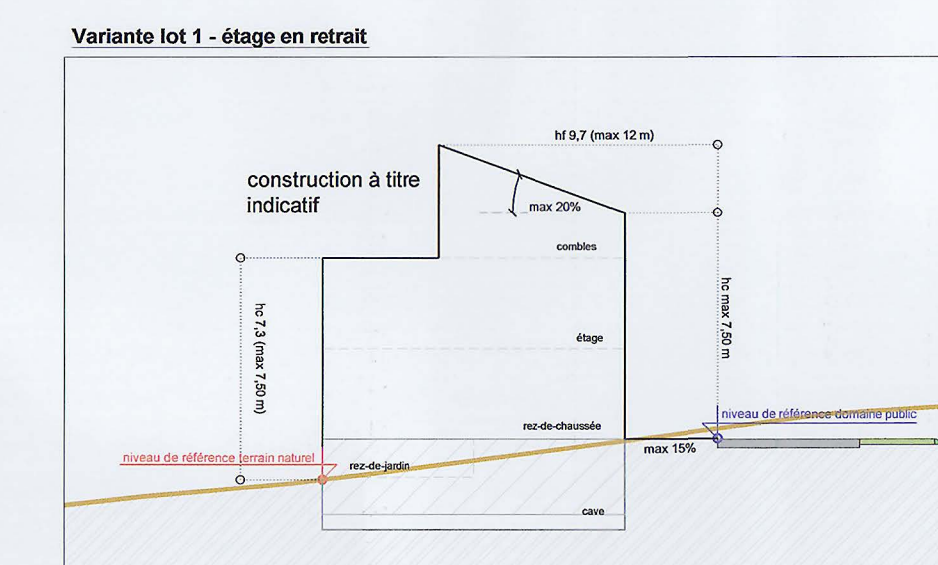 Variante lot 1 - étage en retrait
hf 9,7 (max 12 m)
construction à titre
indicatif
max 20%
combles
hc 7,3 (max 7,50 m)
hc max 7,50 m
étage
niveau de référence domaine public
rez-de-chaussée
max 15%
niveau de référence terrain naturel
rez-de-jardin
cave